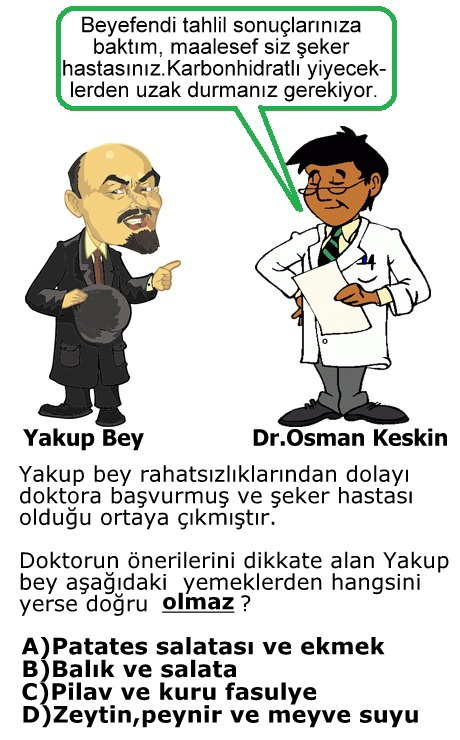 Beyefendi tahlil sonuçlarınıza
baktım, maalesef siz şeker
hastasınız.Karbonhidratlı yiyecek-
lerden uzak durmanız gerekiyor.
Yakup Bey
Dr.Osman Keskin
Yakup bey rahatsızlıklarından dolayı
doktora başvurmuş ve şeker hastası
olduğu ortaya çıkmıştır.
Doktorun önerilerini dikkate alan Yakup
bey aşağıdaki yemeklerden hangsini
yerse doğru olmaz ?
A)Patates salatası ve ekmek
B)Balık ve salata
C)Pilav ve kuru fasulye
D)Zeytin,peynir ve meyve suyu